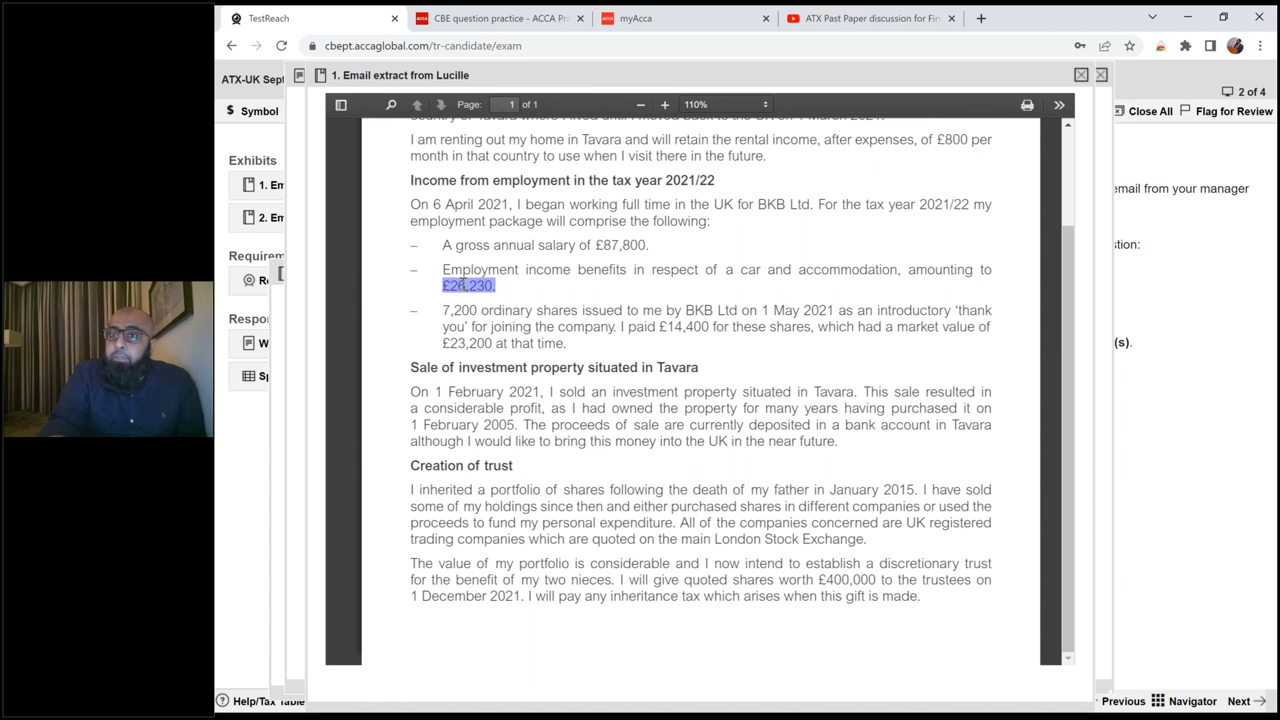 TestReach
CBE question practice - ACCA Pr
myAcca
ATX Past Paper discussion for Fin
cbept.accaglobal.com/tr-candidate/exam
ATX-UK Sept
1. Email extract from Lucille
2 of 4
$ Symbol
Page: 1 of 1
110%
Close All
Flag for Review
I am renting out my home in Tavara and will retain the rental income, after expenses, of £800 per
month in that country to use when I visit there in the future.
Income from employment in the tax year 2021/22
On 6 April 2021, I began working full time in the UK for BKB Ltd. For the tax year 2021/22 my
employment package will comprise the following:
– A gross annual salary of £87,800.
– Employment income benefits in respect of a car and accommodation, amounting to
£26,230.
– 7,200 ordinary shares issued to me by BKB Ltd on 1 May 2021 as an introductory ‘thank
you’ for joining the company. I paid £14,400 for these shares, which had a market value of
£23,200 at that time.
Sale of investment property situated in Tavara
On 1 February 2021, I sold an investment property situated in Tavara. This sale resulted in
a considerable profit, as I had owned the property for many years having purchased it on
1 February 2005. The proceeds of sale are currently deposited in a bank account in Tavara
although I would like to bring this money into the UK in the near future.
Creation of trust
I inherited a portfolio of shares following the death of my father in January 2015. I have sold
some of my holdings since then and either purchased shares in different companies or used the
proceeds to fund my personal expenditure. All of the companies concerned are UK registered
trading companies which are quoted on the main London Stock Exchange.
The value of my portfolio is considerable and I now intend to establish a discretionary trust
for the benefit of my two nieces. I will give quoted shares worth £400,000 to the trustees on
1 December 2021. I will pay any inheritance tax which arises when this gift is made.
Exhibits
1. Em
2. Em
Requirem
Re
Respon
W
Sp
email from your manager
tion:
(s).
Help/Tax Table
Previous
Navigator
Next